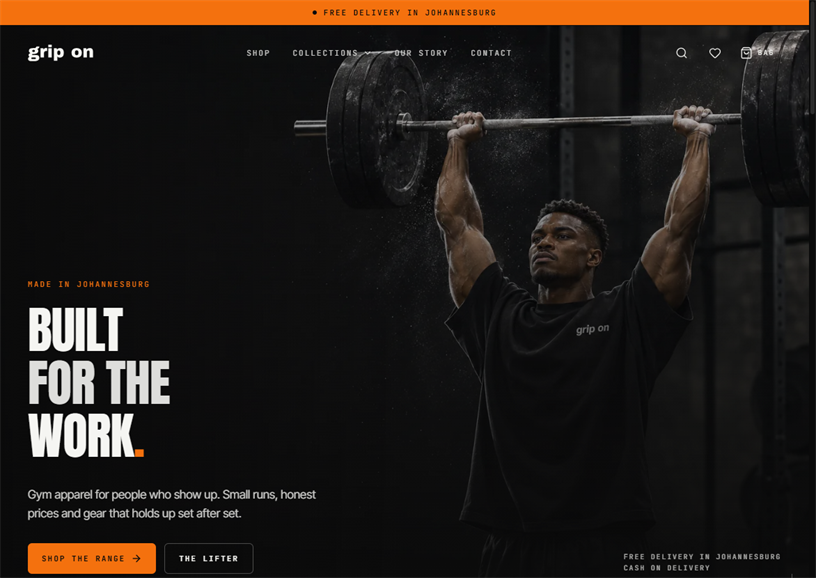 FREE DELIVERY IN JOHANNESBURG
grip on
SHOP COLLECTIONS OUR STORY CONTACT
BAG
MADE IN JOHANNESBURG
BUILT
FOR THE
WORK.
grip on
Gym apparel for people who show up. Small runs, honest
prices and gear that holds up set after set.
SHOP THE RANGE →
THE LIFTER
FREE DELIVERY IN JOHANNESBURG
CASH ON DELIVERY